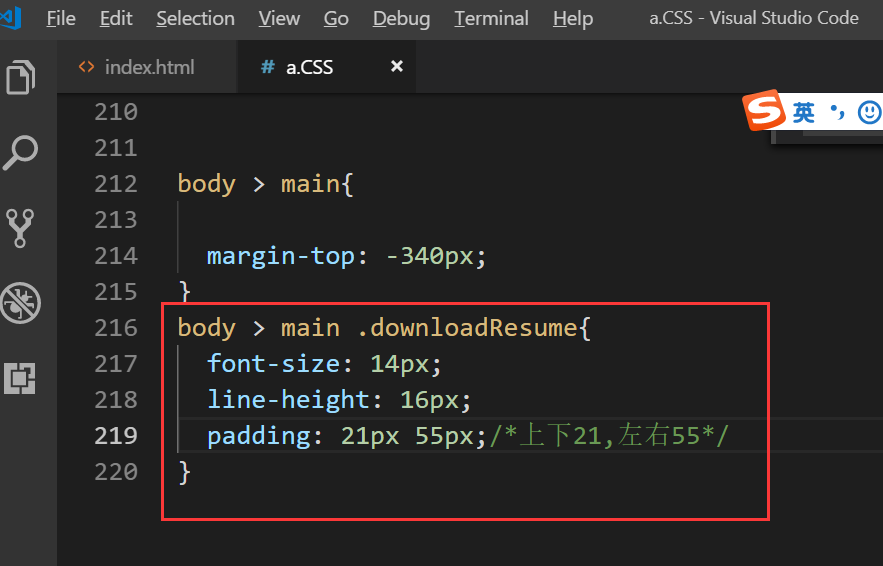 File Edit Selection View Go Debug Terminal Help a.CSS - Visual Studio Code
<> index.html # a.CSS ×
英
210
211
212 body > main{
213
214 margin-top: -340px;
215 }
216 body > main .downloadResume{
217 font-size: 14px;
218 line-height: 16px;
219 padding: 21px 55px;/*上下21,左右55*/
220 }